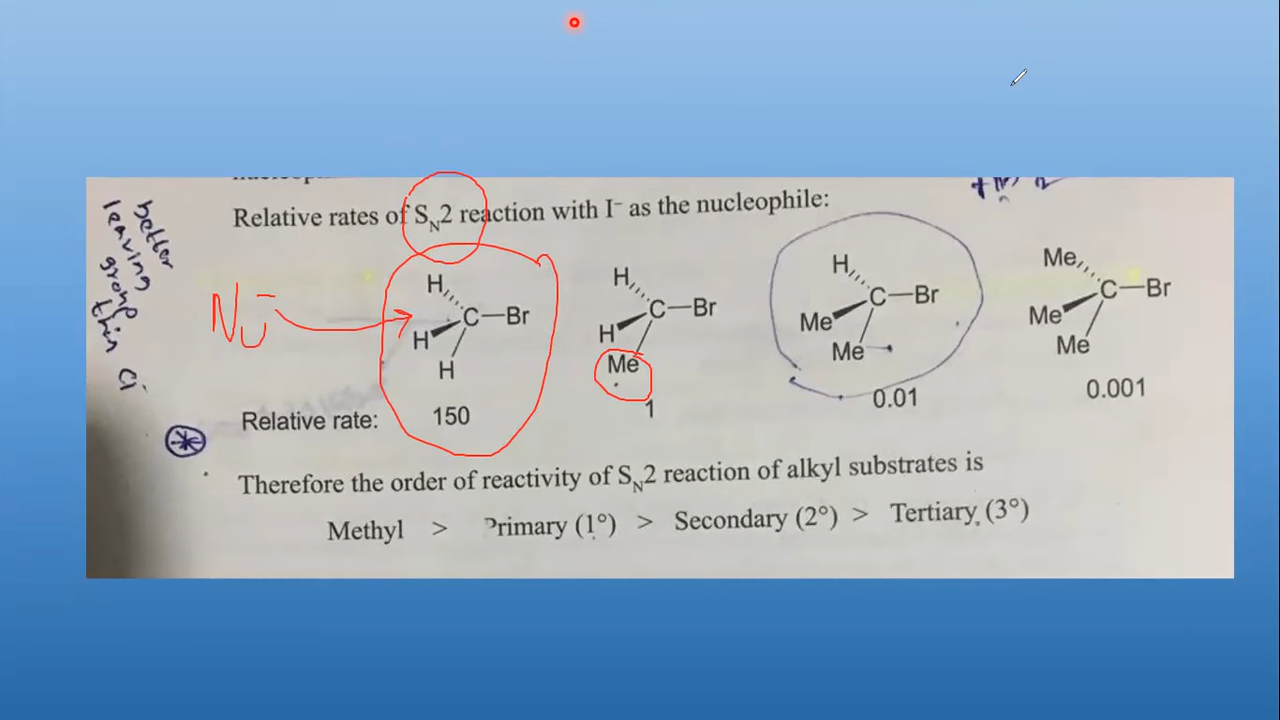 Relative rates of SN2 reaction with I⁻ as the nucleophile:
better
leaving
group
this
Nu⁻
H
H
H
C—Br
H
H
Me
C—Br
H
Me
Me
C—Br
Me
Me
Me
C—Br
Relative rate: 150 1 0.01 0.001
Therefore the order of reactivity of SN2 reaction of alkyl substrates is
Methyl > Primary (1°) > Secondary (2°) > Tertiary (3°)